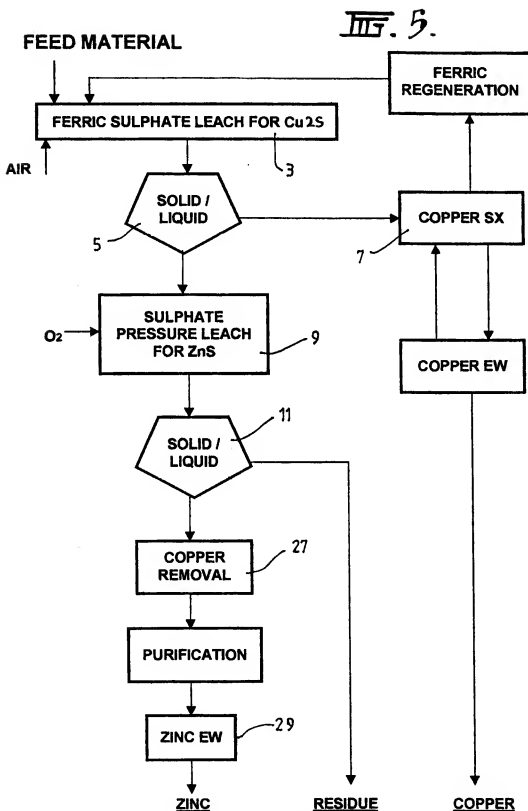 FIG. 5.
FEED MATERIAL
FERRIC
REGENERATION
FERRIC SULPHATE LEACH FOR Cu2S
AIR
3
SOLID /
LIQUID
5
COPPER SX
7
SULPHATE
PRESSURE LEACH
FOR ZnS
O2
9
COPPER EW
SOLID /
LIQUID
11
COPPER
REMOVAL
27
PURIFICATION
ZINC EW
29
ZINC
RESIDUE
COPPER